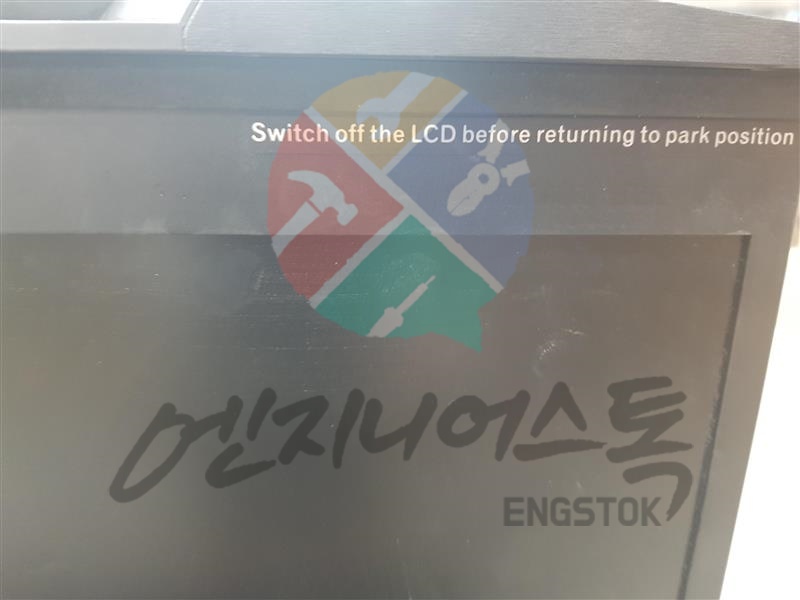 Switch off the LCD before returning to park position
엔지니어스톡
ENGSTOK